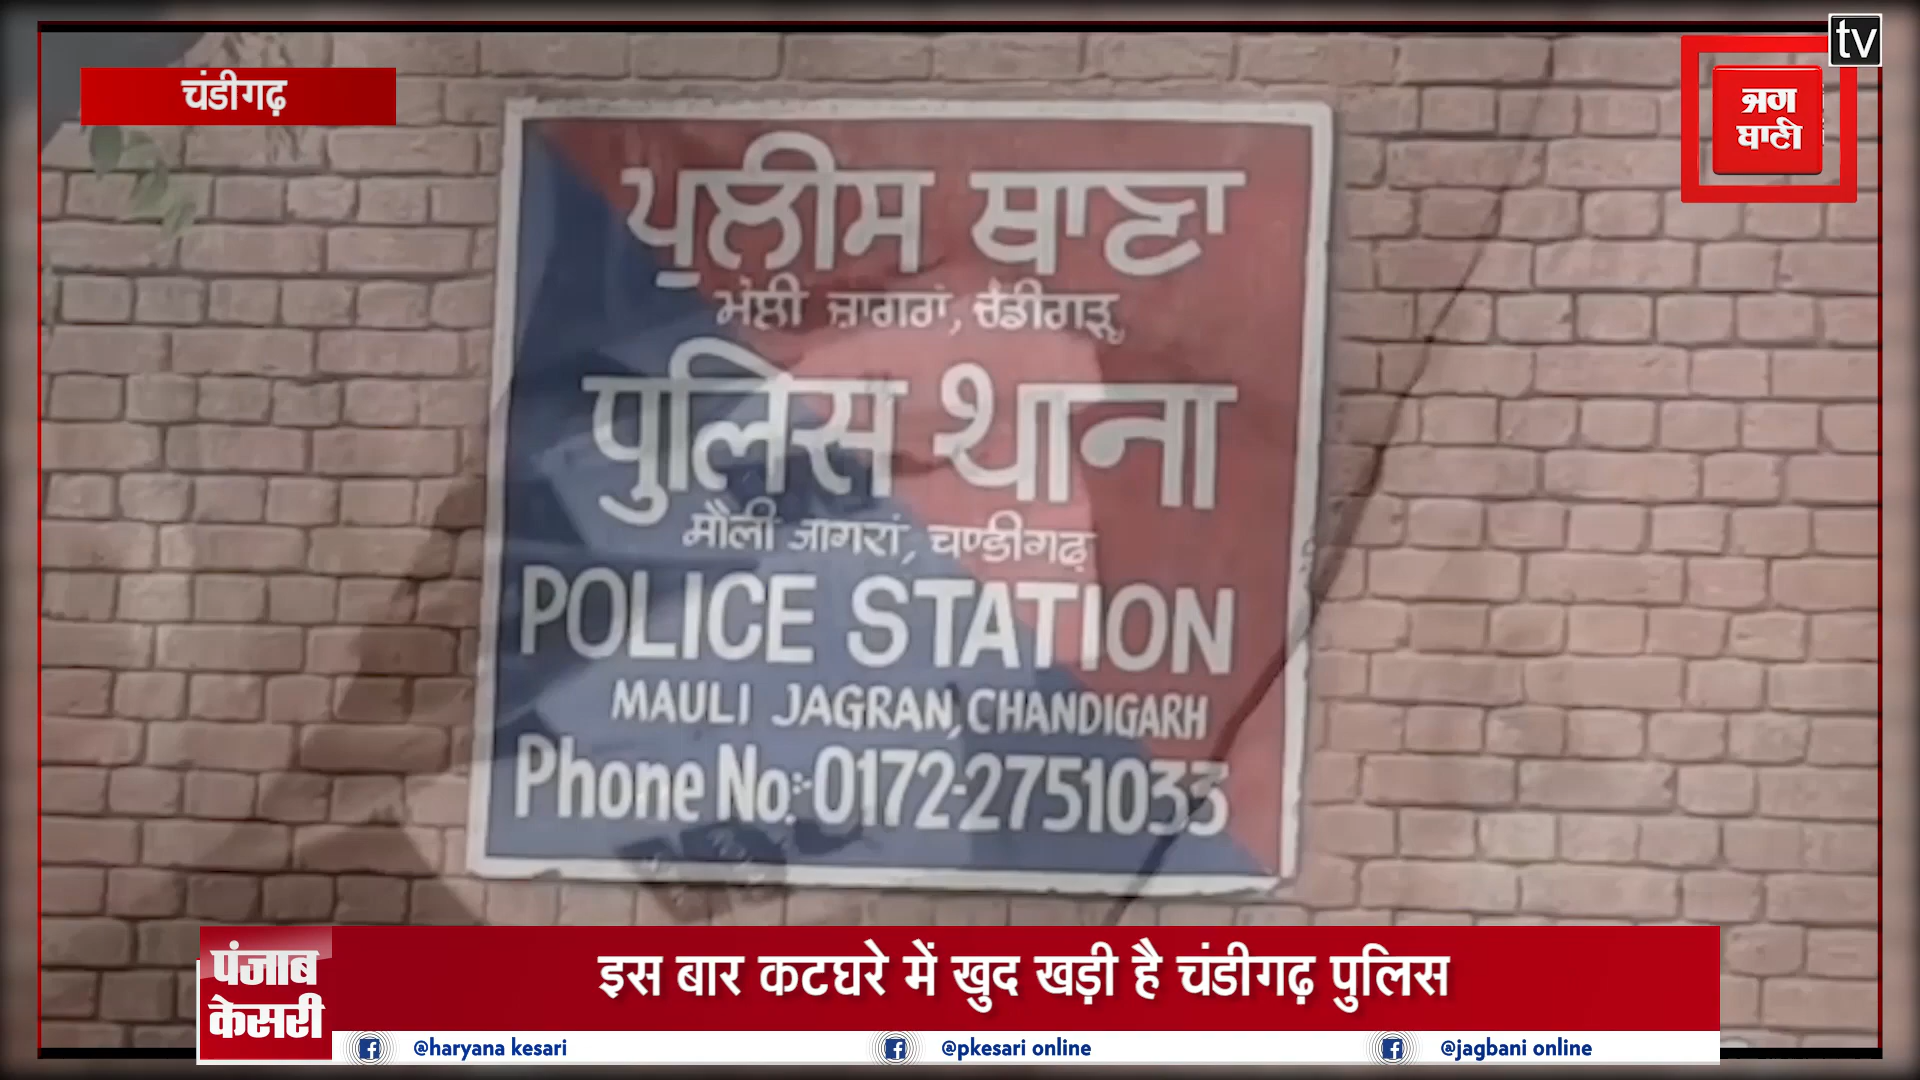 चंडीगढ़
tv
ਜਗ
ਬਾਣੀ
ਪੁਲੀਸ ਥਾਣਾ
ਮੌਲੀ ਜਾਗਰਾਂ, ਚੰਡੀਗੜ੍ਹ
पुलिस थाना
मौली जागरां, चण्डीगढ़
POLICE STATION
MAULI JAGRAN, CHANDIGARH
Phone No:-0172-2751033
पंजाब
केसरी
इस बार कटघरे में खुद खड़ी है चंडीगढ़ पुलिस
@haryana kesari
@pkesari online
@jagbani online